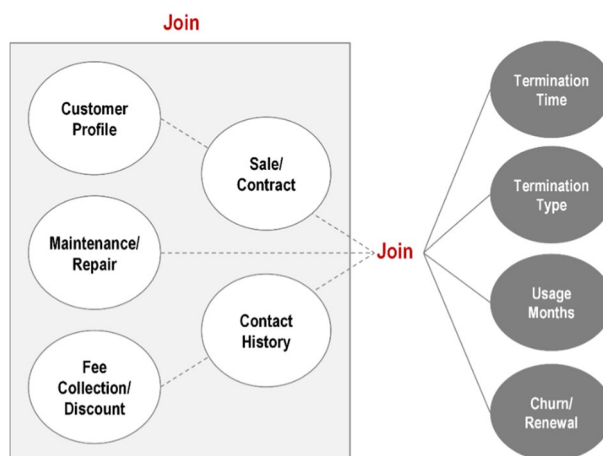 Join
Customer
Profile
Sale/
Contract
Maintenance/
Repair
Contact
History
Fee
Collection/
Discount
Join
Termination
Time
Termination
Type
Usage
Months
Churn/
Renewal